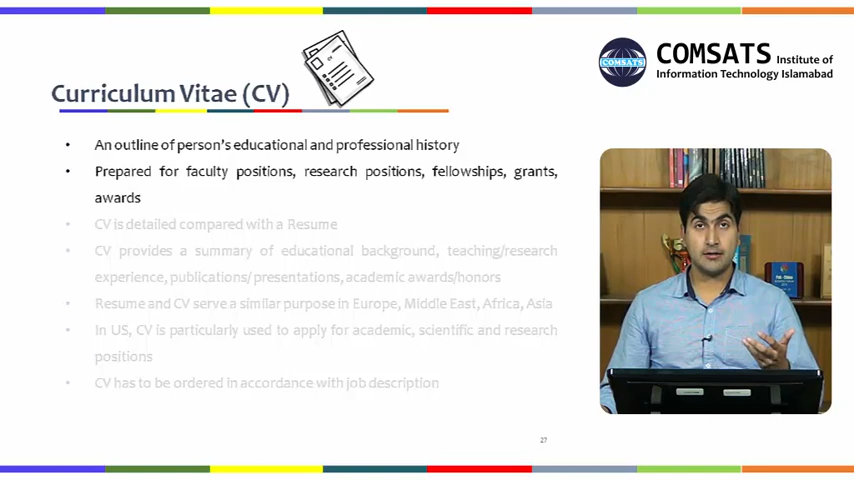 COMSATS Institute of
Information Technology Islamabad
COMSATS
Curriculum Vitae (CV)
CV
• An outline of person's educational and professional history
• Prepared for faculty positions, research positions, fellowships, grants,
awards
• CV is detailed compared with a Resume
• CV provides a summary of educational background, teaching/research
experience, publications/ presentations, academic awards/honors
• Resume and CV serve a similar purpose in Europe, Middle East, Africa, Asia
• In US, CV is particularly used to apply for academic, scientific and research
positions
• CV has to be ordered in accordance with job description
27